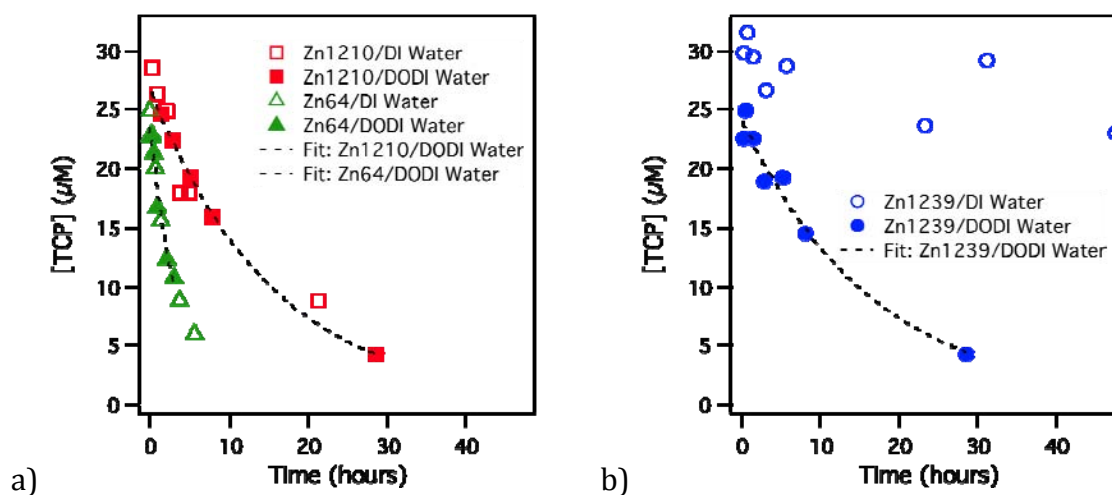 30
25
20
15
10
5
0
[TCP] (µM)
Zn1210/DI Water
Zn1210/DODI Water
Zn64/DI Water
Zn64/DODI Water
Fit: Zn1210/DODI Water
Fit: Zn64/DODI Water
0 10 20 30 40
Time (hours)
a)
30
25
20
15
10
5
0
[TCP] (µM)
Zn1239/DI Water
Zn1239/DODI Water
Fit: Zn1239/DODI Water
0 10 20 30 40
Time (hours)
b)